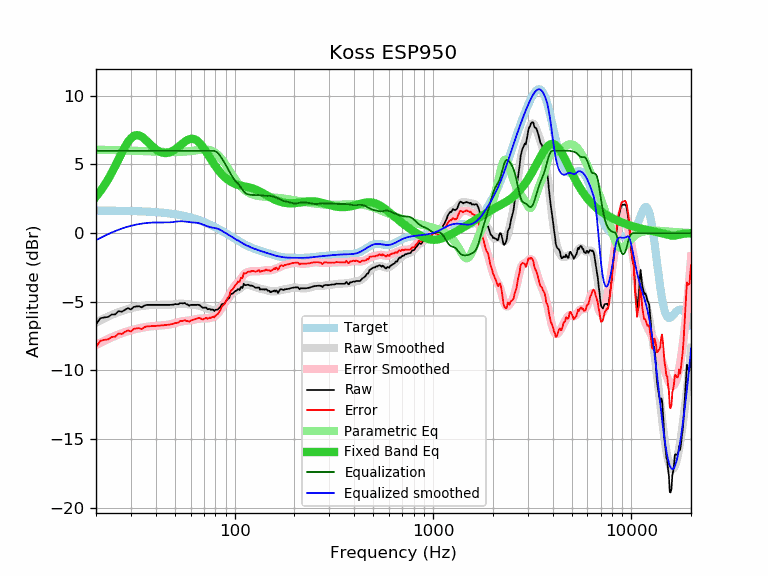 Koss ESP950
Amplitude (dBr)
10
5
0
−5
−10
−15
−20
Target
Raw Smoothed
Error Smoothed
Raw
Error
Parametric Eq
Fixed Band Eq
Equalization
Equalized smoothed
100
1000
10000
Frequency (Hz)